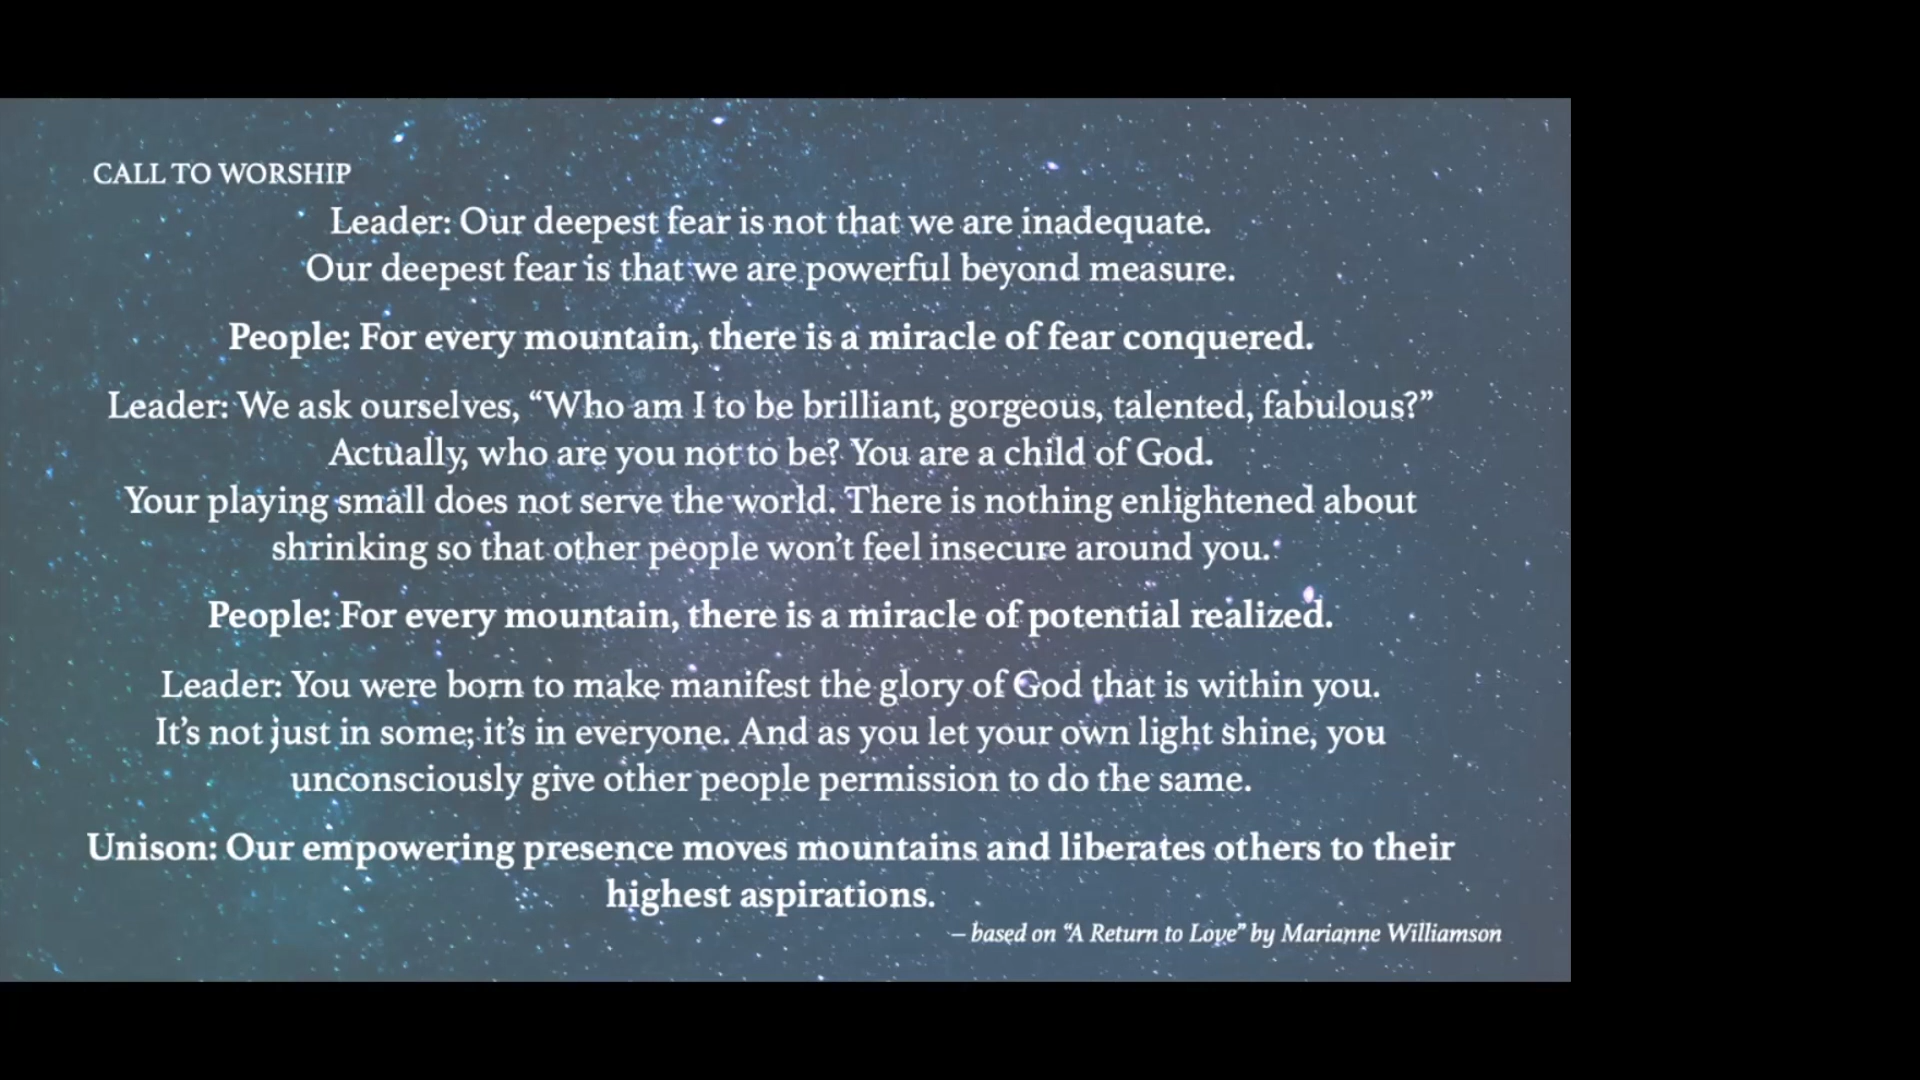 CALL TO WORSHIP
Leader: Our deepest fear is not that we are inadequate.
Our deepest fear is that we are powerful beyond measure.
People: For every mountain, there is a miracle of fear conquered.
Leader: We ask ourselves, “Who am I to be brilliant, gorgeous, talented, fabulous?”
Actually, who are you not to be? You are a child of God.
Your playing small does not serve the world. There is nothing enlightened about
shrinking so that other people won’t feel insecure around you.
People: For every mountain, there is a miracle of potential realized.
Leader: You were born to make manifest the glory of God that is within you.
It’s not just in some; it’s in everyone. And as you let your own light shine, you
unconsciously give other people permission to do the same.
Unison: Our empowering presence moves mountains and liberates others to their
highest aspirations.
– based on “A Return to Love” by Marianne Williamson